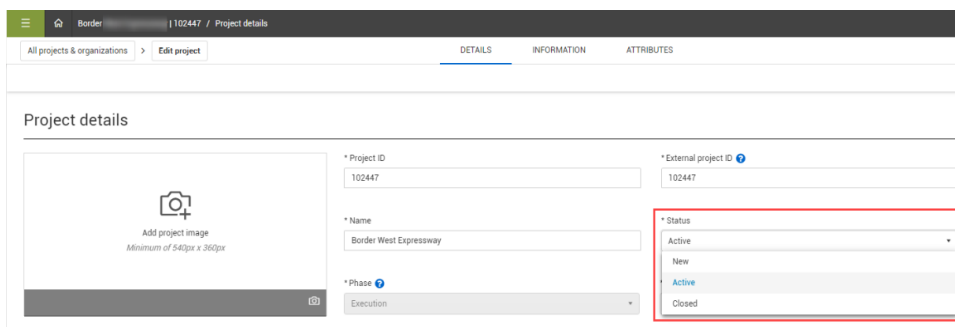 Border | 102447 / Project details
All projects & organizations > Edit project
DETAILS INFORMATION ATTRIBUTES
Project details
* Project ID
102447
* External project ID ?
102447
Add project image
Minimum of 540px x 360px
* Name
Border West Expressway
* Status
Active
New
Active
Closed
* Phase ?
Execution